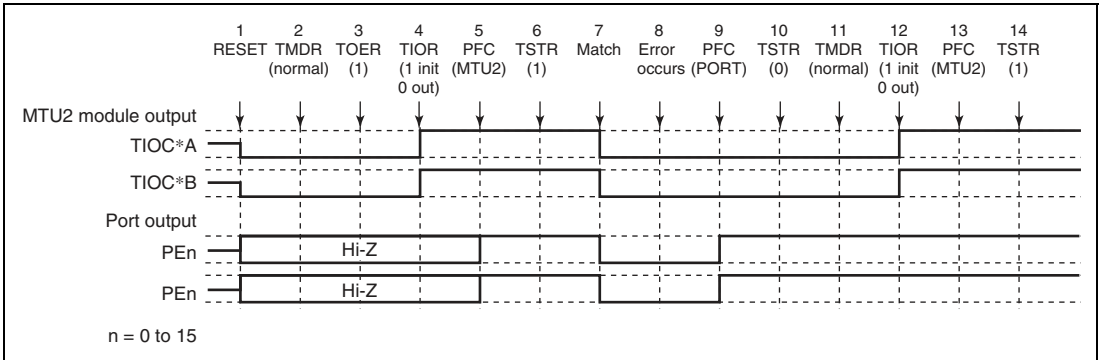 1 2 3 4 5 6 7 8 9 10 11 12 13 14
RESET TMDR TOER TIOR PFC TSTR Match Error PFC TSTR TMDR TIOR PFC TSTR
(normal) (1) (1 init (MTU2) (1) occurs (PORT) (0) (normal) (1 init (MTU2) (1)
0 out) 0 out)
MTU2 module output
TIOC*A
TIOC*B
Port output
PEn Hi-Z
PEn Hi-Z
n = 0 to 15